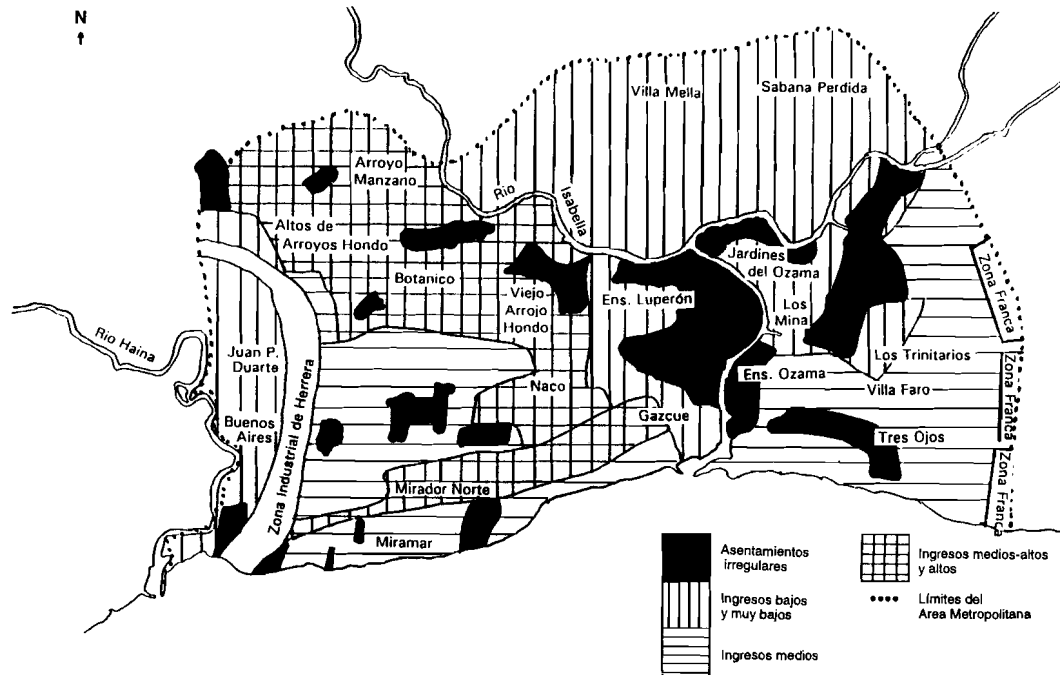 N
Villa Mella
Sabana Perdida
Arroyo
Manzano
Rio
Isabella
Altos de
Arroyos Hondo
Jardines
del Ozama
Botanico
Viejo
Arrojo
Hondo
Ens. Luperón
Los
Mina
Zona Franca
Rio Haina
Juan P.
Duarte
Los Trinitarios
Ens. Ozama
Villa Faro
Naco
Zona Franca
Gazcue
Buenos
Aires
Zona Industrial de Herrera
Tres Ojos
Zona Franca
Mirador Norte
Miramar
Asentamientos
irregulares
Ingresos medios-altos
y altos
Ingresos bajos
y muy bajos
Límites del
Area Metropolitana
Ingresos medios